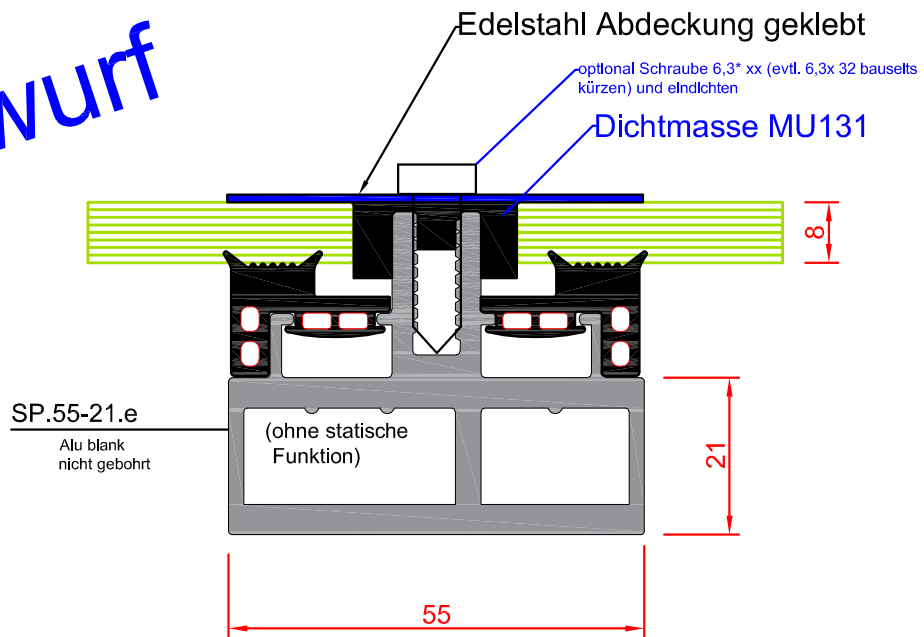 wurf
Edelstahl Abdeckung geklebt
optional Schraube 6,3* xx (evtl. 6,3x 32 bauseits
kürzen) und eindichten
Dichtmasse MU131
8
SP.55-21.e
Alu blank
nicht gebohrt
(ohne statische
Funktion)
21
55